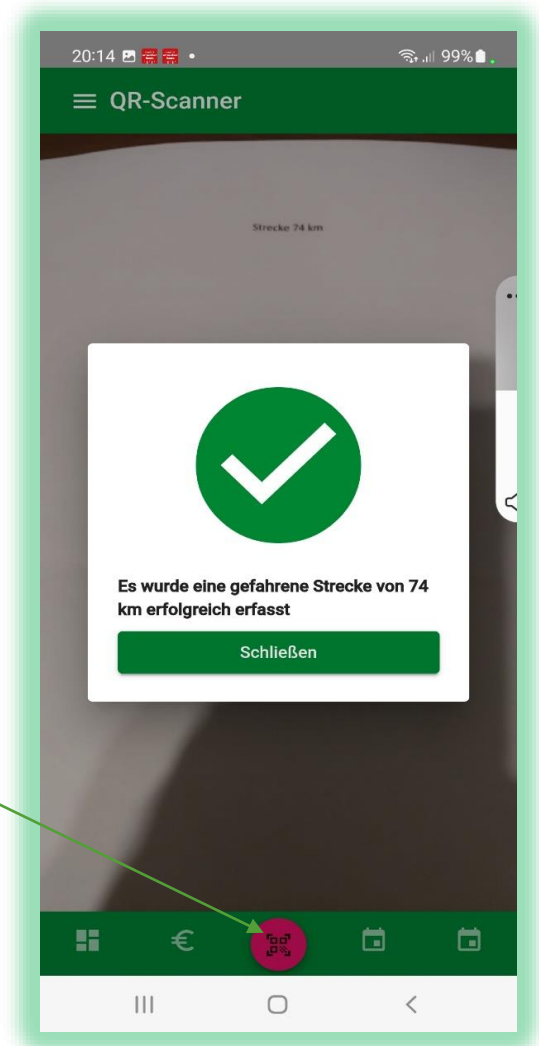 20:14 99%
QR-Scanner
Strecke 74 km
Es wurde eine gefahrene Strecke von 74
km erfolgreich erfasst
Schließen
€